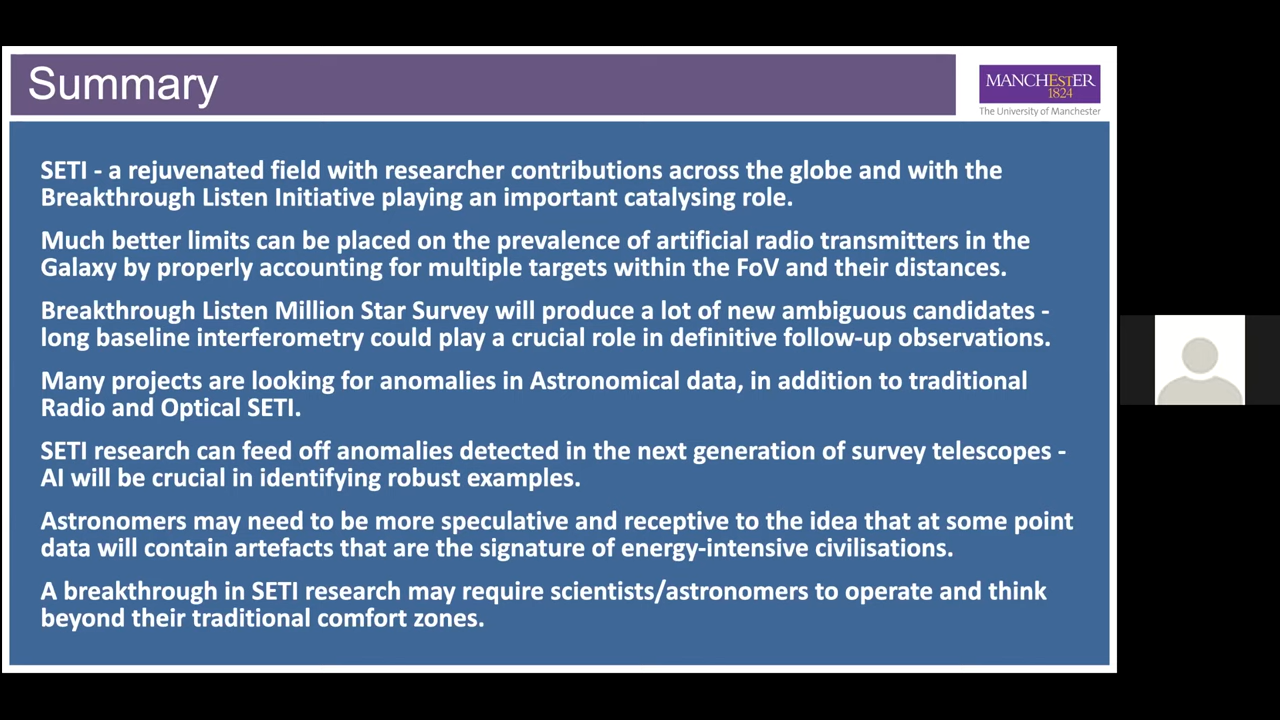 Summary
MANCHESTER
1824
The University of Manchester
SETI - a rejuvenated field with researcher contributions across the globe and with the
Breakthrough Listen Initiative playing an important catalysing role.
Much better limits can be placed on the prevalence of artificial radio transmitters in the
Galaxy by properly accounting for multiple targets within the FoV and their distances.
Breakthrough Listen Million Star Survey will produce a lot of new ambiguous candidates -
long baseline interferometry could play a crucial role in definitive follow-up observations.
Many projects are looking for anomalies in Astronomical data, in addition to traditional
Radio and Optical SETI.
SETI research can feed off anomalies detected in the next generation of survey telescopes -
AI will be crucial in identifying robust examples.
Astronomers may need to be more speculative and receptive to the idea that at some point
data will contain artefacts that are the signature of energy-intensive civilisations.
A breakthrough in SETI research may require scientists/astronomers to operate and think
beyond their traditional comfort zones.